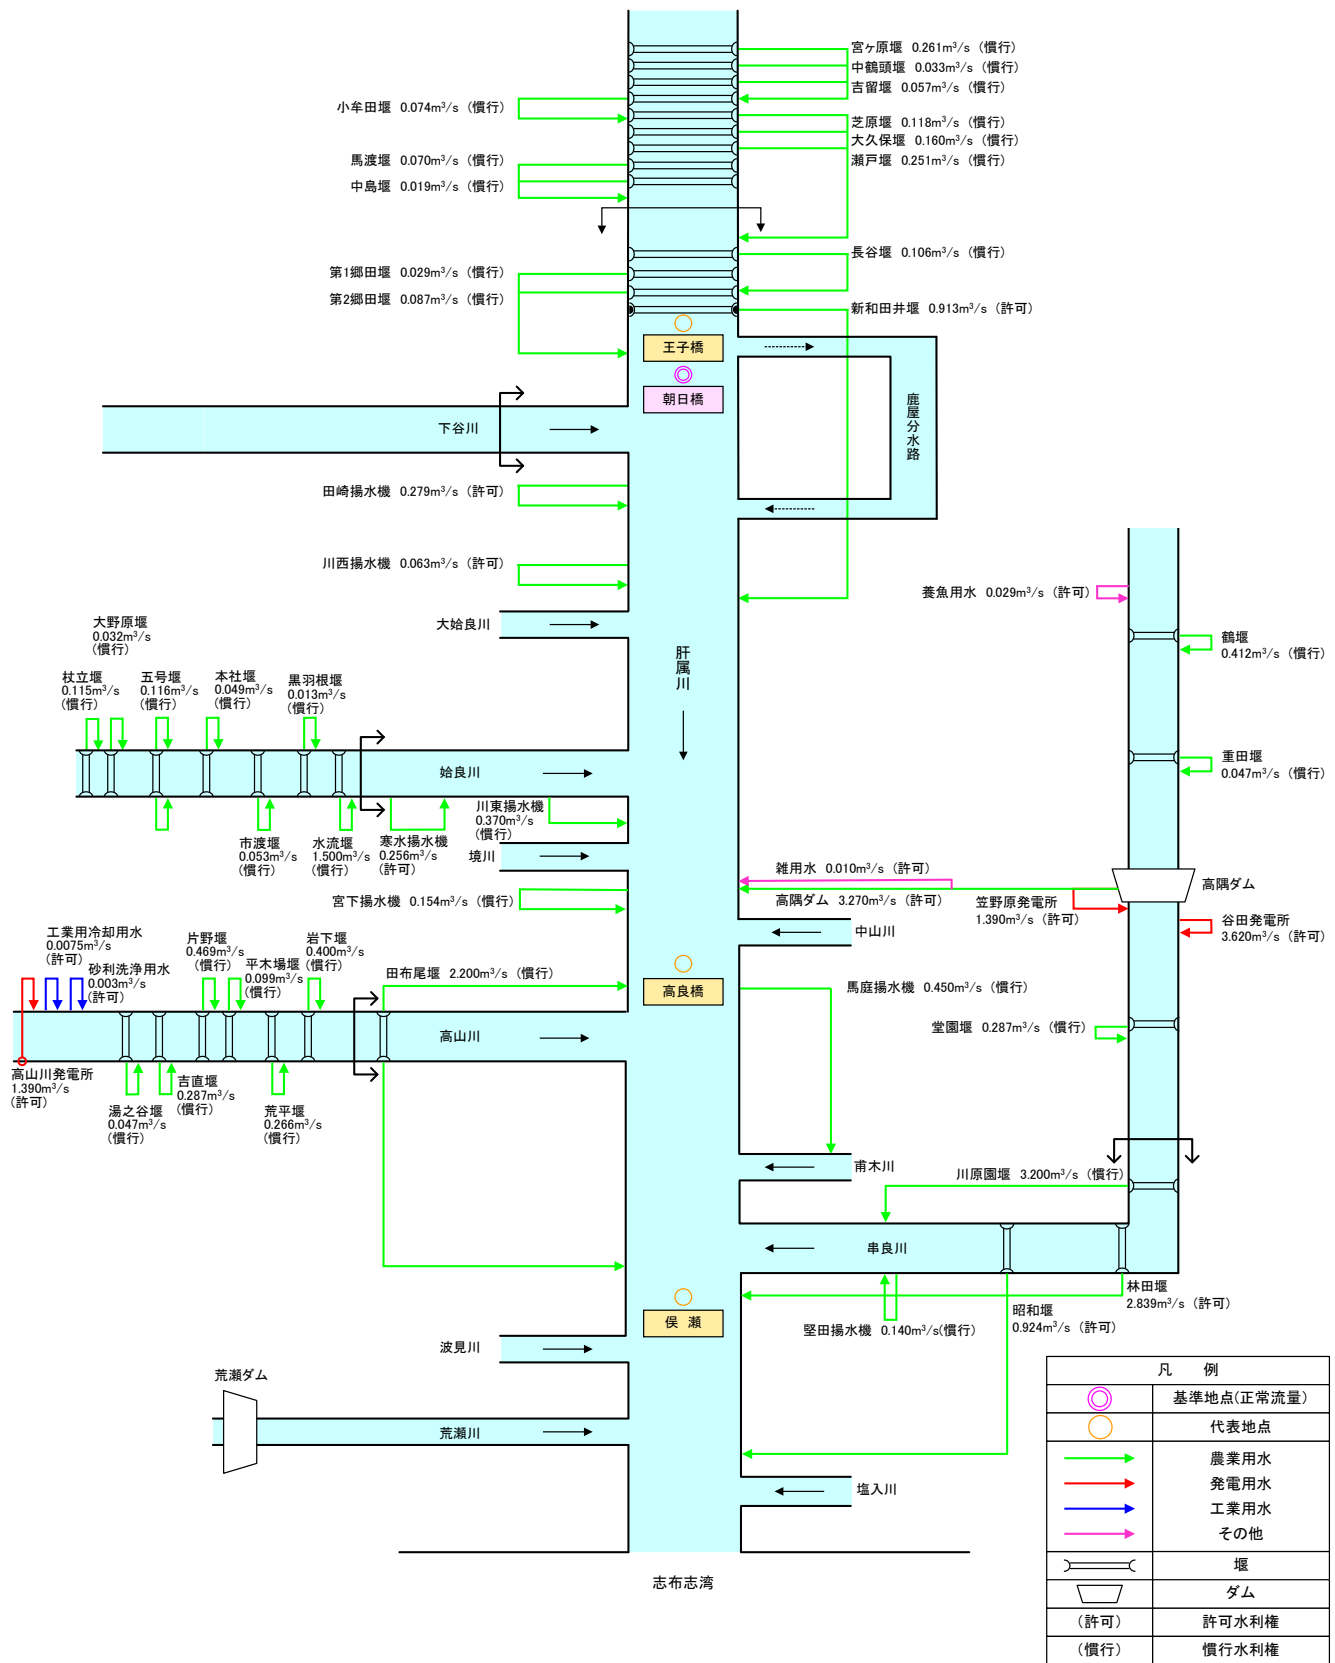 宮ヶ原堰 0.261m³/s (慣行)
中鶴頭堰 0.033m³/s (慣行)
吉留堰 0.057m³/s (慣行)
小牟田堰 0.074m³/s (慣行)
芝原堰 0.118m³/s (慣行)
大久保堰 0.160m³/s (慣行)
瀬戸堰 0.251m³/s (慣行)
馬渡堰 0.070m³/s (慣行)
中島堰 0.019m³/s (慣行)
長谷堰 0.106m³/s (慣行)
第1郷田堰 0.029m³/s (慣行)
第2郷田堰 0.087m³/s (慣行)
新和田井堰 0.913m³/s (許可)
王子橋
朝日橋
鹿屋分水路
下谷川
田崎揚水機 0.279m³/s (許可)
川西揚水機 0.063m³/s (許可)
大姶良川
肝属川
養魚用水 0.029m³/s (許可)
鶴堰
0.412m³/s (慣行)
重田堰
0.047m³/s (慣行)
大野原堰
0.032m³/s
(慣行)
杖立堰
0.115m³/s
(慣行)
五号堰
0.116m³/s
(慣行)
本社堰
0.049m³/s
(慣行)
黒羽根堰
0.013m³/s
(慣行)
姶良川
市渡堰
0.053m³/s
(慣行)
水流堰
1.500m³/s
(慣行)
寒水揚水機
0.256m³/s
(許可)
川東揚水機
0.370m³/s
(慣行)
境川
宮下揚水機 0.154m³/s (慣行)
雑用水 0.010m³/s (許可)
高隈ダム 3.270m³/s (許可)
笠野原発電所
1.390m³/s (許可)
高隅ダム
谷田発電所
3.620m³/s (許可)
中山川
工業用冷却用水
0.0075m³/s
(許可)
砂利洗浄用水
0.003m³/s
(許可)
片野堰
0.469m³/s
(慣行)
平木場堰
0.099m³/s
(慣行)
岩下堰
0.400m³/s
(慣行)
田布尾堰 2.200m³/s (慣行)
高良橋
馬庭揚水機 0.450m³/s (慣行)
堂園堰 0.287m³/s (慣行)
高山川
高山川発電所
1.390m³/s
(許可)
湯之谷堰
0.047m³/s
(慣行)
吉直堰
0.287m³/s
(慣行)
荒平堰
0.266m³/s
(慣行)
甫木川
川原園堰 3.200m³/s (慣行)
串良川
林田堰
2.839m³/s (許可)
昭和堰
0.924m³/s (許可)
堅田揚水機 0.140m³/s(慣行)
俣瀬
波見川
荒瀬ダム
荒瀬川
塩入川
志布志湾
凡 例
基準地点(正常流量)
代表地点
農業用水
発電用水
工業用水
その他
堰
ダム
(許可) 許可水利権
(慣行) 慣行水利権